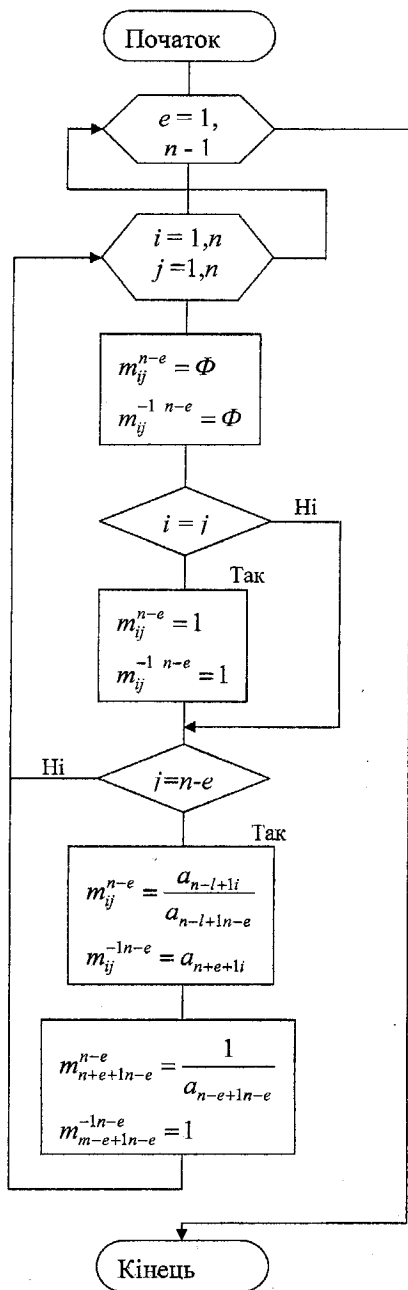 Початок
e = 1,
n - 1
i = 1,n
j =1,n
m_{ij}^{n-e} = Φ
m_{ij}^{-1 n-e} = Φ
i = j
Ні
Так
m_{ij}^{n-e} = 1
m_{ij}^{-1 n-e} = 1
Ні
j=n-e
Так
m_{ij}^{n-e} = \frac{a_{n-l+1i}}{a_{n-l+1n-e}}
m_{ij}^{-1n-e} = a_{n+e+1i}
m_{n+e+1n-e}^{n-e} = \frac{1}{a_{n-e+1n-e}}
m_{m-e+1n-e}^{-1n-e} = 1
Кінець